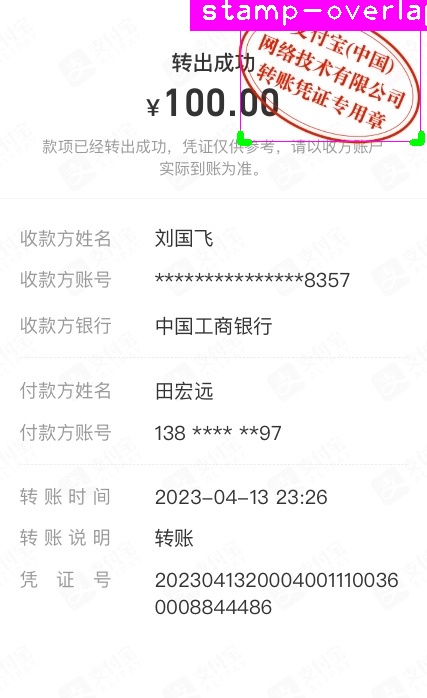 stamp-overlap
支付宝(中国)
网络技术有限公司
转账凭证专用章
转出成功
¥100.00
款项已经转出成功，凭证仅供参考，请以收方账户
实际到账为准。
收款方姓名 刘国飞
收款方账号 ***************8357
收款方银行 中国工商银行
付款方姓名 田宏远
付款方账号 138 **** **97
转账时间 2023-04-13 23:26
转账说明 转账
凭证号 2023041320004001110036
0008844486